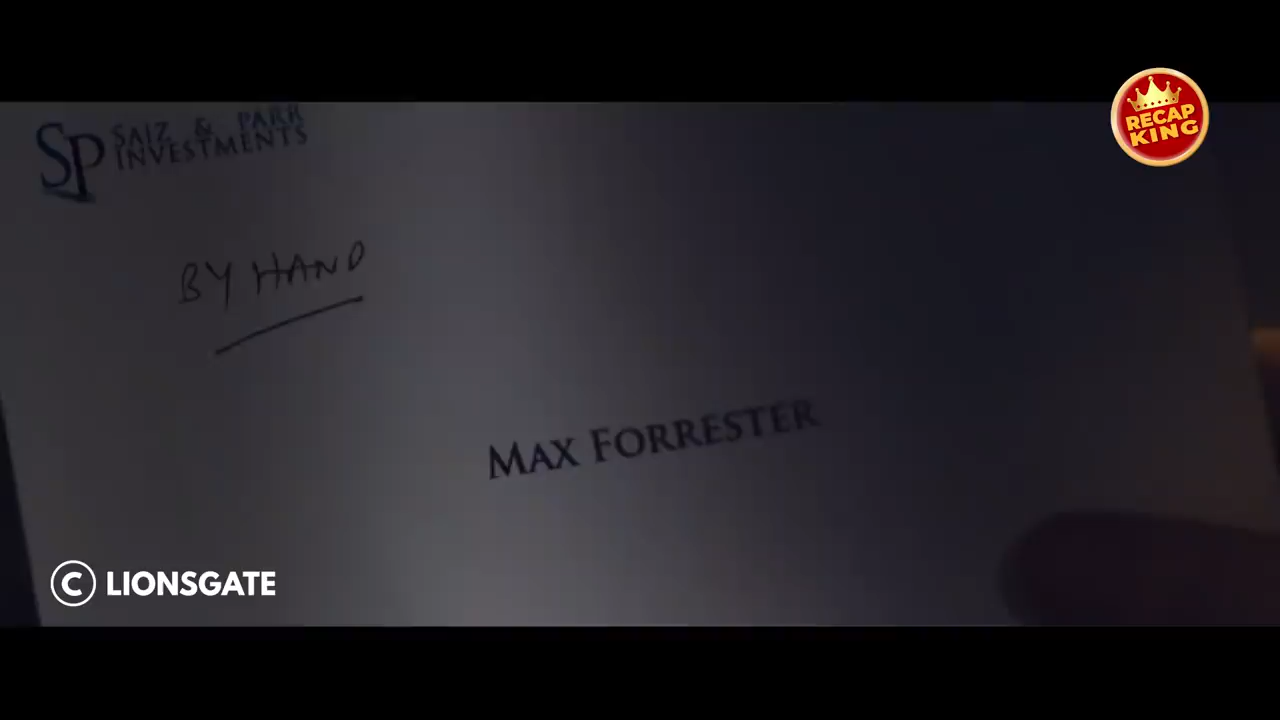 SP
SAIZ & PARR
INVESTMENTS
RECAP
KING
BY HAND
MAX FORRESTER
C LIONSGATE